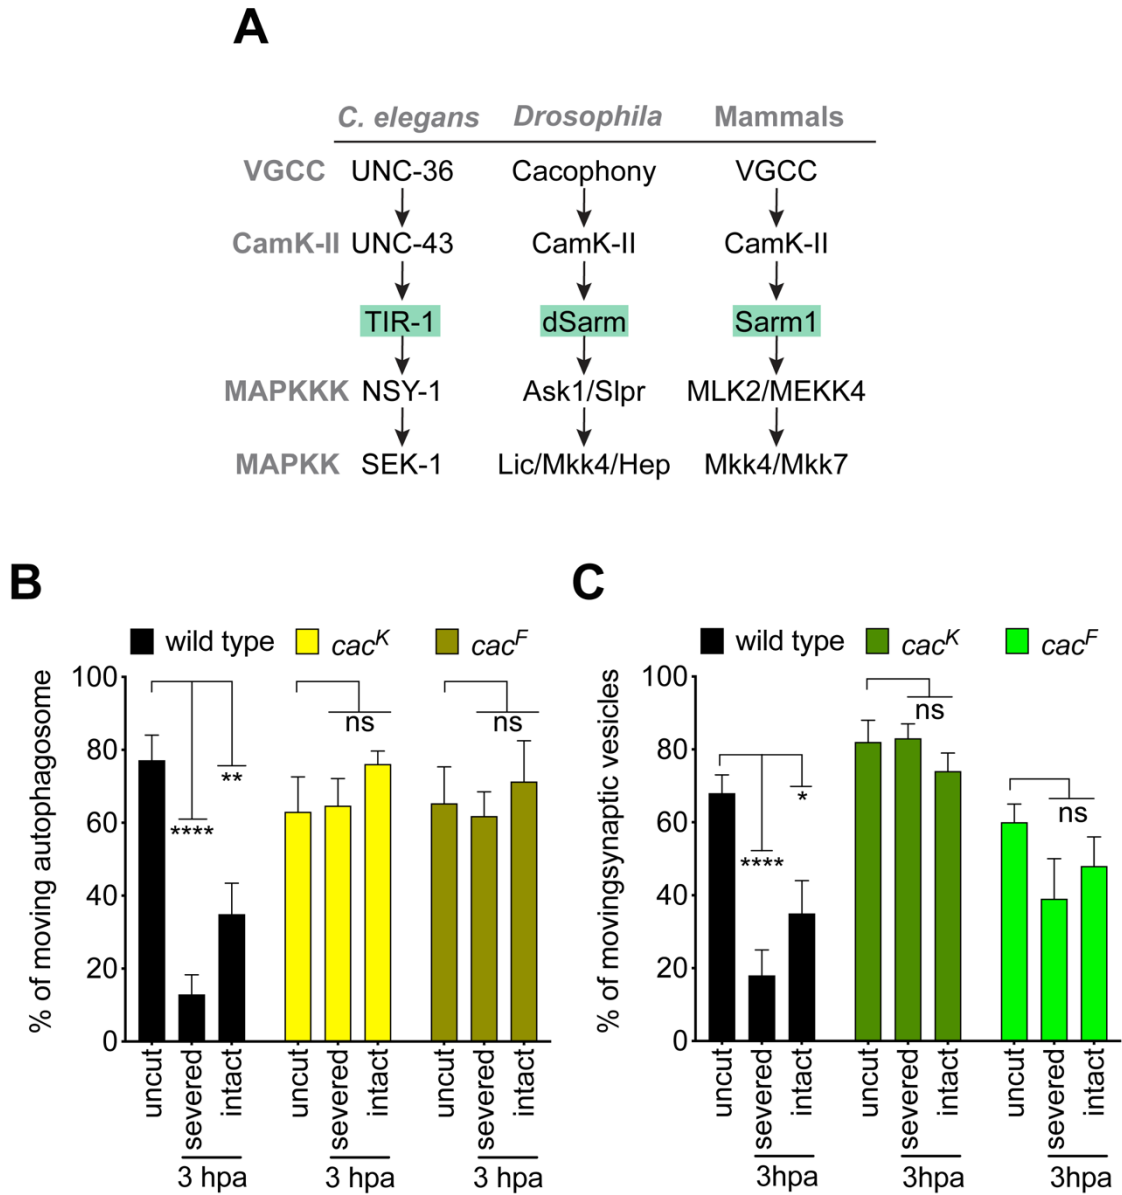 A
C. elegans Drosophila Mammals
VGCC UNC-36 Cacophony VGCC
CamK-II UNC-43 CamK-II CamK-II
TIR-1 dSarm Sarm1
MAPKKK NSY-1 Ask1/Slpr MLK2/MEKK4
MAPKK SEK-1 Lic/Mkk4/Hep Mkk4/Mkk7
B
wild type cacK cacF
% of moving autophagosome
100
80
60
40
20
0
****
**
ns
ns
uncut severed intact uncut severed intact uncut severed intact
3 hpa 3 hpa 3 hpa
C
wild type cacK cacF
% of movingsynaptic vesicles
100
80
60
40
20
0
****
*
ns
ns
uncut severed intact uncut severed intact uncut severed intact
3hpa 3hpa 3hpa